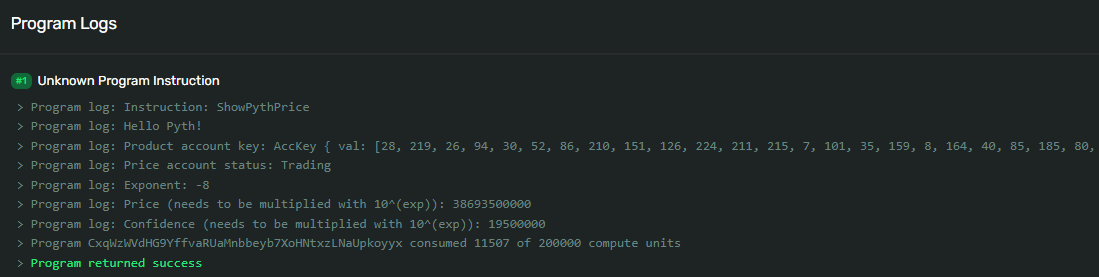 Program Logs
#1 Unknown Program Instruction
> Program log: Instruction: ShowPythPrice
> Program log: Hello Pyth!
> Program log: Product account key: AccKey { val: [28, 219, 26, 94, 30, 52, 86, 210, 151, 126, 224, 211, 215, 7, 101, 35, 159, 8, 164, 40, 85, 185, 80,
> Program log: Price account status: Trading
> Program log: Exponent: -8
> Program log: Price (needs to be multiplied with 10^(exp)): 38693500000
> Program log: Confidence (needs to be multiplied with 10^(exp)): 19500000
> Program CxqWzWVdHG9YffvaRUaMnbbeyb7XoHNtxzLNaUpkoyyx consumed 11507 of 200000 compute units
> Program returned success